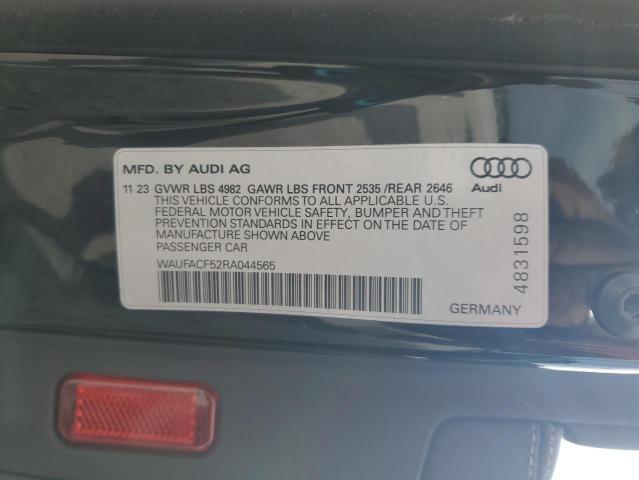 MFD. BY AUDI AG
11 23 GVWR LBS 4982 GAWR LBS FRONT 2535 /REAR 2646
THIS VEHICLE CONFORMS TO ALL APPLICABLE U.S.
FEDERAL MOTOR VEHICLE SAFETY, BUMPER AND THEFT
PREVENTION STANDARDS IN EFFECT ON THE DATE OF
MANUFACTURE SHOWN ABOVE
PASSENGER CAR
WAUFACF52RA044565
Audi
4831598
GERMANY